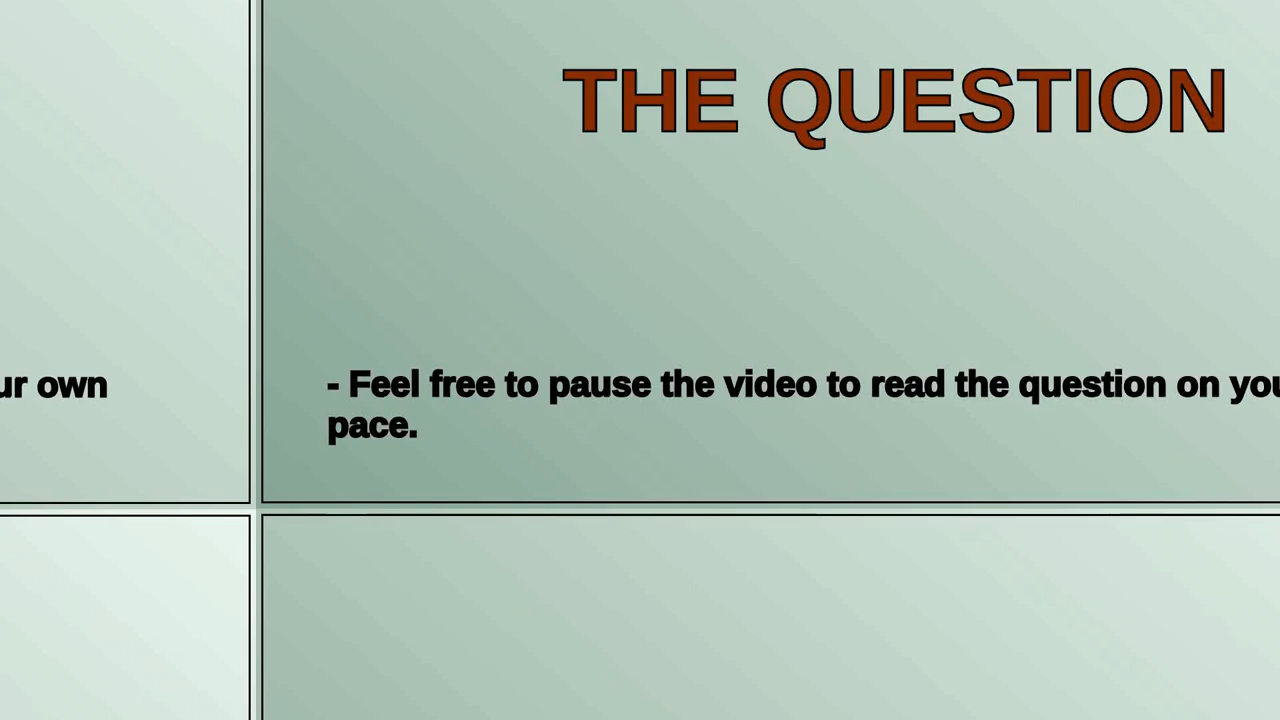 THE QUESTION
ur own
- Feel free to pause the video to read the question on you
pace.